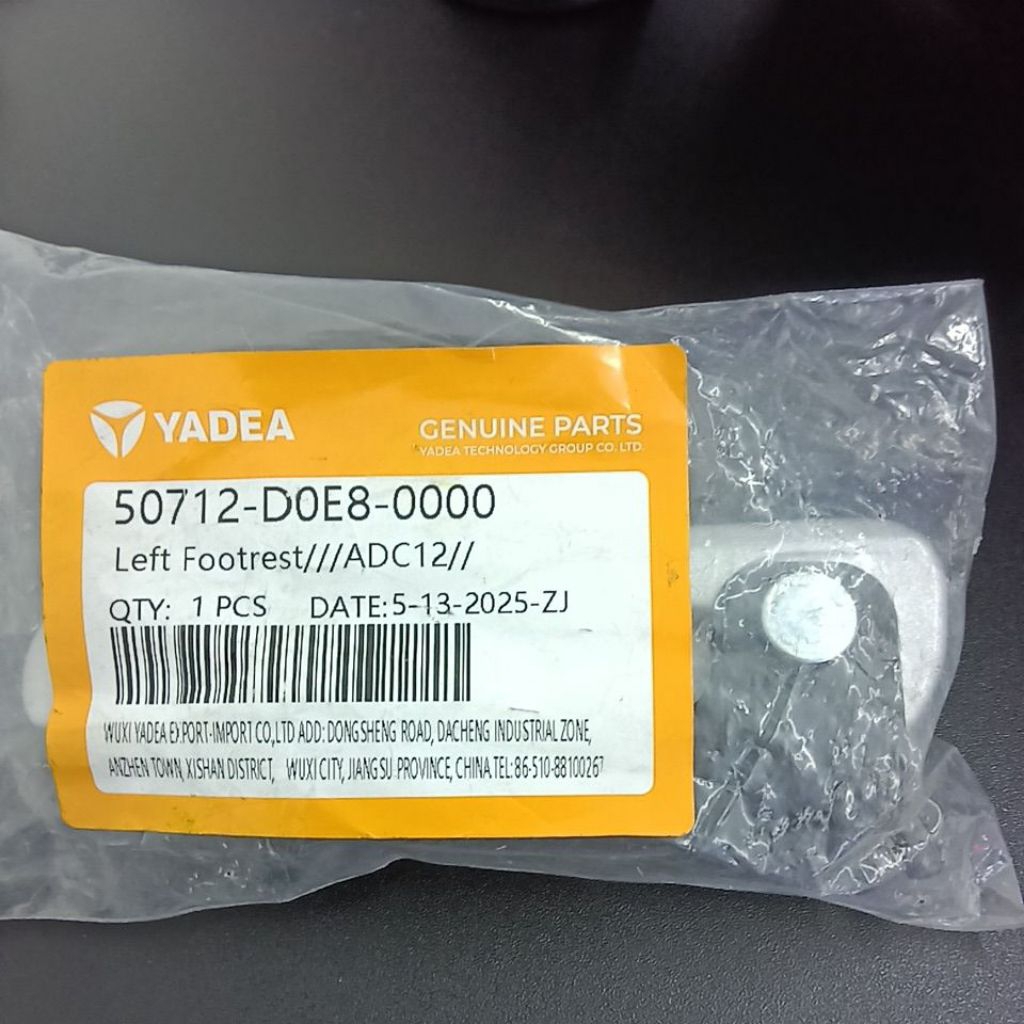 YADEA
GENUINE PARTS
YADEA TECHNOLOGY GROUP CO. LTD.
50712-D0E8-0000
Left Footrest///ADC12//
QTY: 1 PCS DATE:5-13-2025-ZJ
WUXI YADEA EXPORT-IMPORT CO.,LTD ADD: DONGSHENG ROAD, DACHENG INDUSTRIAL ZONE,
ANZHEN TOWN, XISHAN DISTRICT, WUXI CITY, JIANGSU PROVINCE, CHINA TEL:86-510-88100267